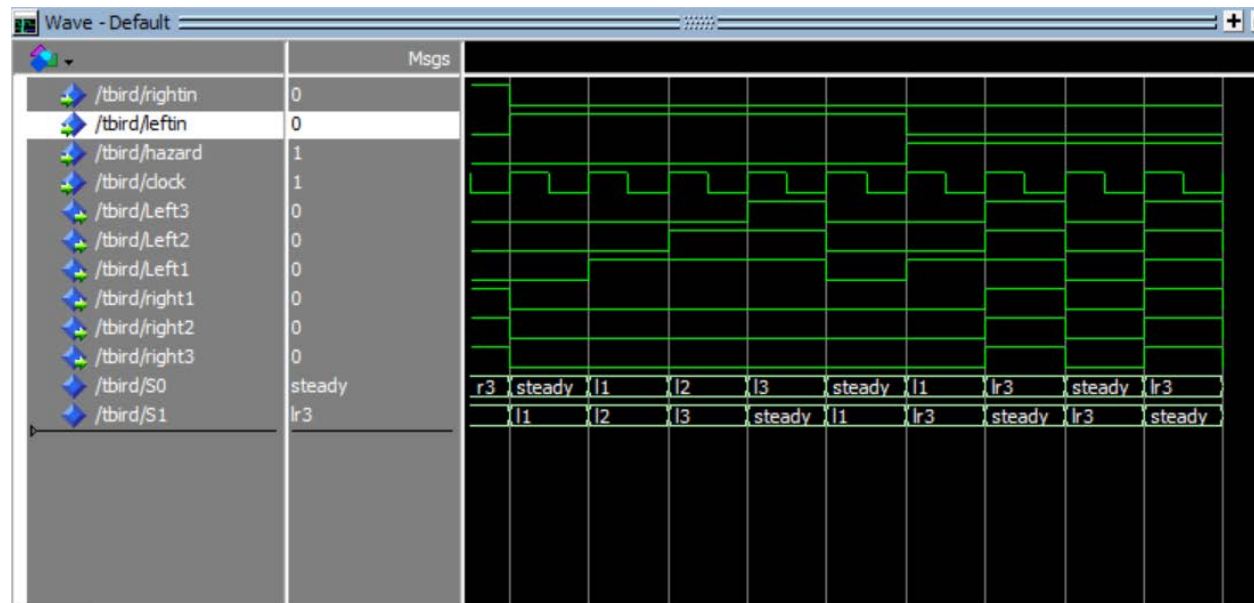 Wave - Default
Msgs
/tbird/rightin 0
/tbird/leftin 0
/tbird/hazard 1
/tbird/clock 1
/tbird/Left3 0
/tbird/Left2 0
/tbird/Left1 0
/tbird/right1 0
/tbird/right2 0
/tbird/right3 0
/tbird/S0 steady r3 steady l1 l2 l3 steady l1 lr3 steady lr3
/tbird/S1 lr3 l1 l2 l3 steady l1 lr3 steady lr3 steady